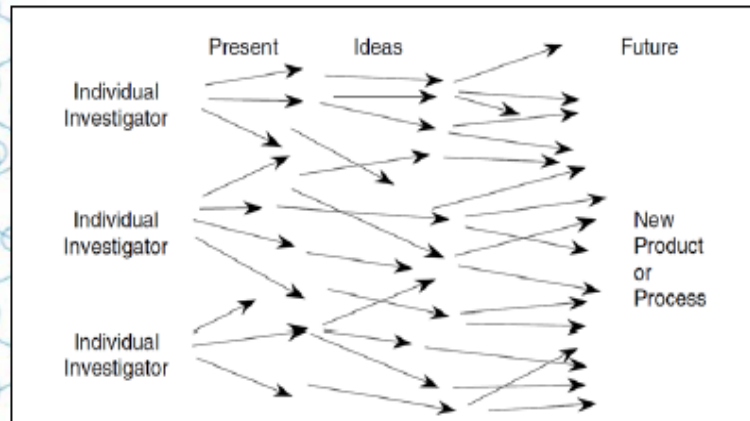 Present Ideas Future
Individual
Investigator
Individual
Investigator
New
Product
or
Process
Individual
Investigator